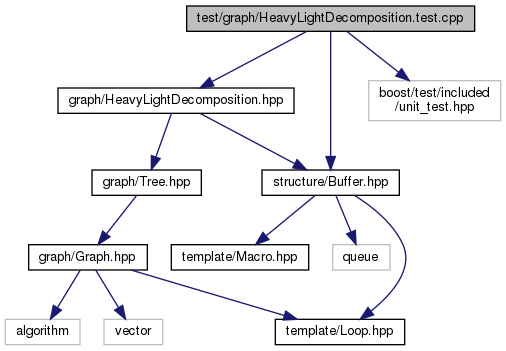 test/graph/HeavyLightDecomposition.test.cpp
graph/HeavyLightDecomposition.hpp
boost/test/included
/unit_test.hpp
graph/Tree.hpp
structure/Buffer.hpp
graph/Graph.hpp
template/Macro.hpp
queue
algorithm
vector
template/Loop.hpp